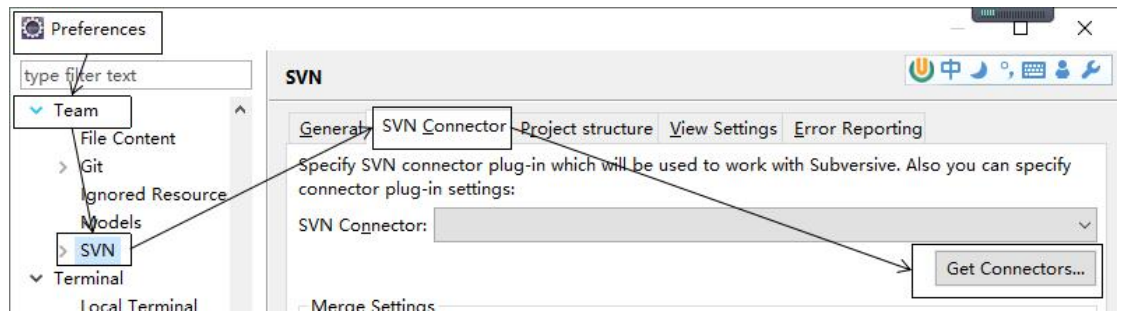 Preferences
type filter text
Team
File Content
Git
Ignored Resource
Models
SVN
Terminal
Local Terminal
SVN
中
General SVN Connector Project structure View Settings Error Reporting
Specify SVN connector plug-in which will be used to work with Subversive. Also you can specify
connector plug-in settings:
SVN Connector:
Get Connectors...
Merge Settings